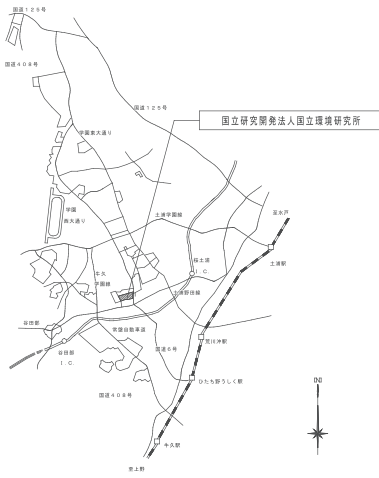 国道１２５号
国道４０８号
国道１２５号
国立研究開発法人国立環境研究所
学園東大通り
学園
西大通り
土浦学園線
至水戸
桜土浦
Ｉ．Ｃ．
土浦駅
牛久
学園線
土浦野田線
谷田部
常磐自動車道
荒川沖駅
谷田部
Ｉ．Ｃ．
国道６号
ひたち野うしく駅
国道４０８号
(N)
牛久駅
至上野